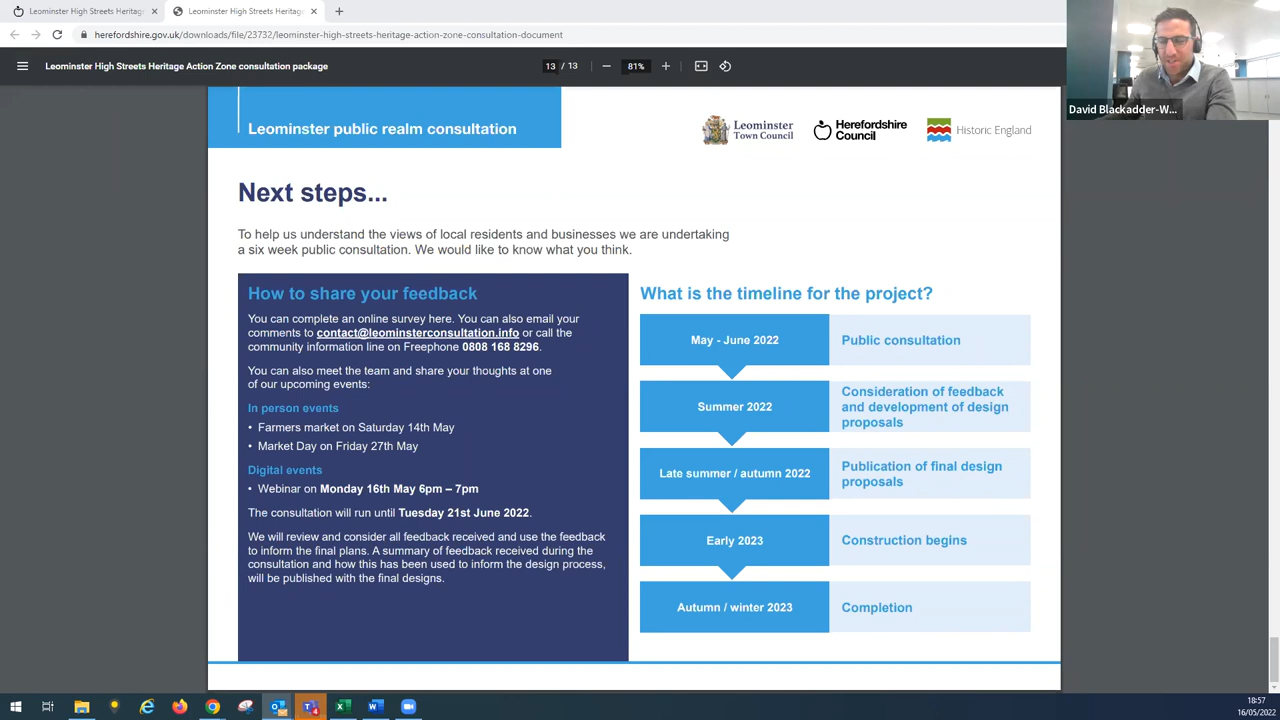 Leominster High Streets Heritag
Leominster High Streets Heritage
herefordshire.gov.uk/downloads/file/23732/leominster-high-streets-heritage-action-zone-consultation-document
Leominster High Streets Heritage Action Zone consultation package
13 / 13
81%
David Blackadder-W...
Leominster public realm consultation
Leominster
Town Council
Herefordshire
Council
Historic England
Next steps...
To help us understand the views of local residents and businesses we are undertaking
a six week public consultation. We would like to know what you think.
How to share your feedback
You can complete an online survey here. You can also email your
comments to contact@leominsterconsultation.info or call the
community information line on Freephone 0808 168 8296.
You can also meet the team and share your thoughts at one
of our upcoming events:
In person events
• Farmers market on Saturday 14th May
• Market Day on Friday 27th May
Digital events
• Webinar on Monday 16th May 6pm – 7pm
The consultation will run until Tuesday 21st June 2022.
We will review and consider all feedback received and use the feedback
to inform the final plans. A summary of feedback received during the
consultation and how this has been used to inform the design process,
will be published with the final designs.
What is the timeline for the project?
May - June 2022
Public consultation
Summer 2022
Consideration of feedback
and development of design
proposals
Late summer / autumn 2022
Publication of final design
proposals
Early 2023
Construction begins
Autumn / winter 2023
Completion
18:57
16/05/2022